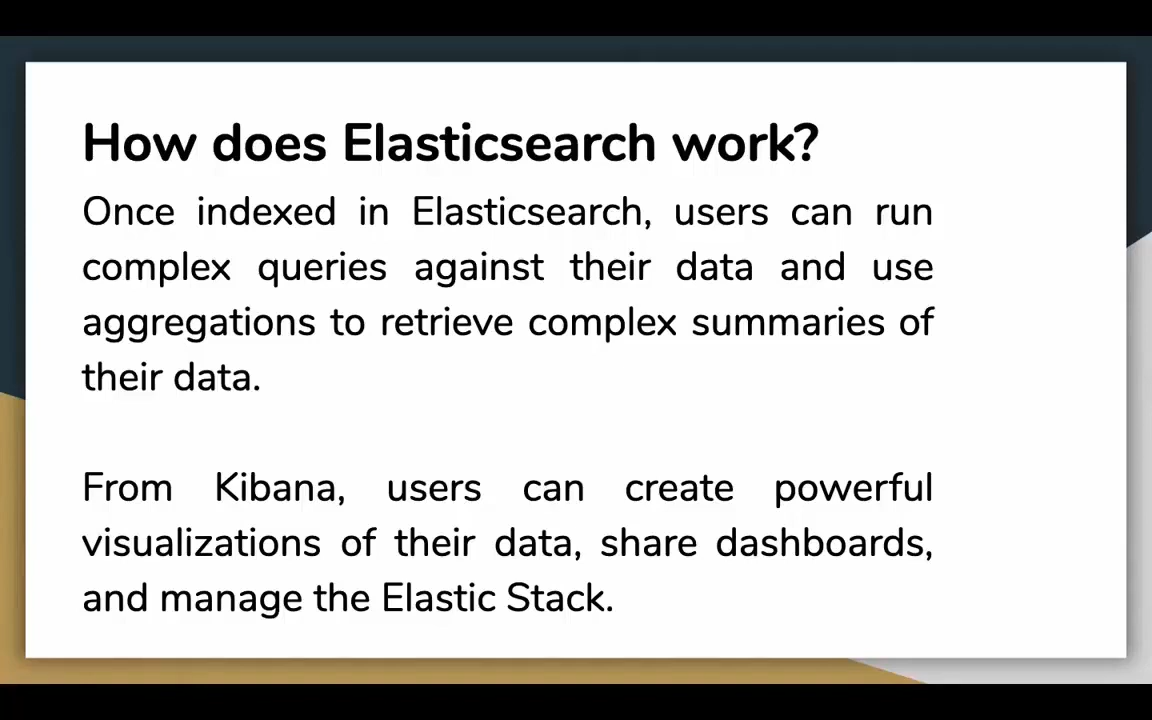 How does Elasticsearch work?
Once indexed in Elasticsearch, users can run
complex queries against their data and use
aggregations to retrieve complex summaries of
their data.
From Kibana, users can create powerful
visualizations of their data, share dashboards,
and manage the Elastic Stack.